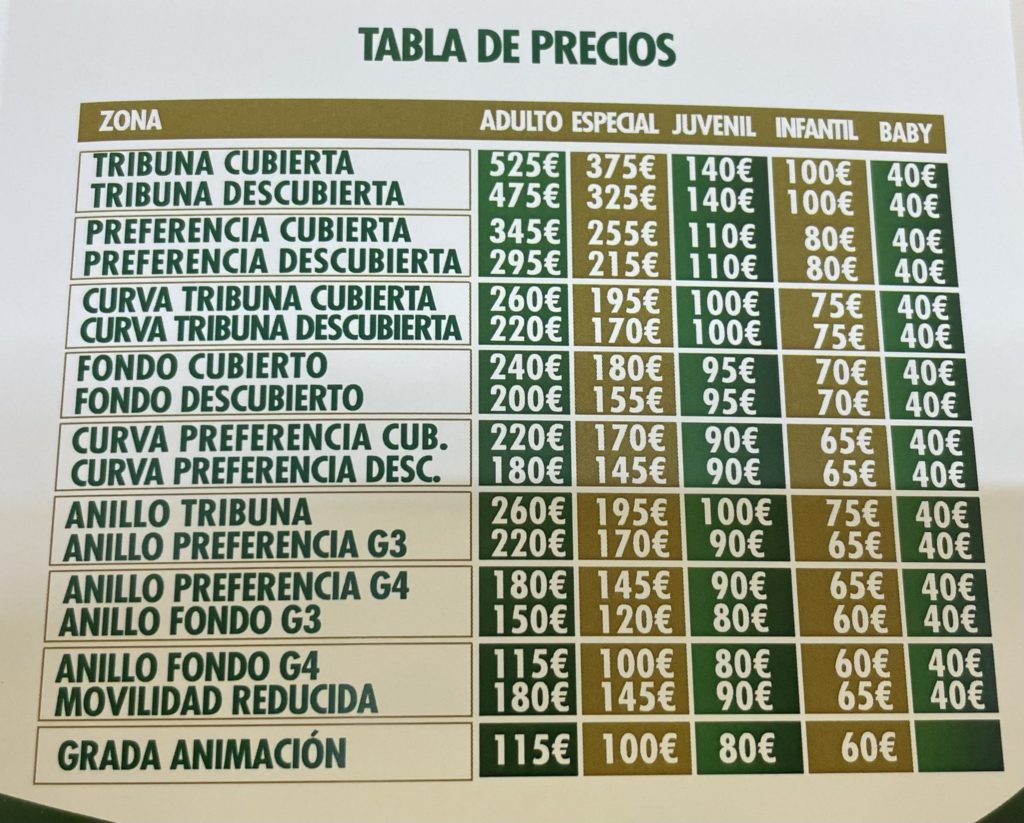 TABLA DE PRECIOS
ZONA ADULTO ESPECIAL JUVENIL INFANTIL BABY
TRIBUNA CUBIERTA 525€ 375€ 140€ 100€ 40€
TRIBUNA DESCUBIERTA 475€ 325€ 140€ 100€ 40€
PREFERENCIA CUBIERTA 345€ 255€ 110€ 80€ 40€
PREFERENCIA DESCUBIERTA 295€ 215€ 110€ 80€ 40€
CURVA TRIBUNA CUBIERTA 260€ 195€ 100€ 75€ 40€
CURVA TRIBUNA DESCUBIERTA 220€ 170€ 100€ 75€ 40€
FONDO CUBIERTO 240€ 180€ 95€ 70€ 40€
FONDO DESCUBIERTO 200€ 155€ 95€ 70€ 40€
CURVA PREFERENCIA CUB. 220€ 170€ 90€ 65€ 40€
CURVA PREFERENCIA DESC. 180€ 145€ 90€ 65€ 40€
ANILLO TRIBUNA 260€ 195€ 100€ 75€ 40€
ANILLO PREFERENCIA G3 220€ 170€ 90€ 65€ 40€
ANILLO PREFERENCIA G4 180€ 145€ 90€ 65€ 40€
ANILLO FONDO G3 150€ 120€ 80€ 60€ 40€
ANILLO FONDO G4 115€ 100€ 80€ 60€ 40€
MOVILIDAD REDUCIDA 180€ 145€ 90€ 65€ 40€
GRADA ANIMACIÓN 115€ 100€ 80€ 60€